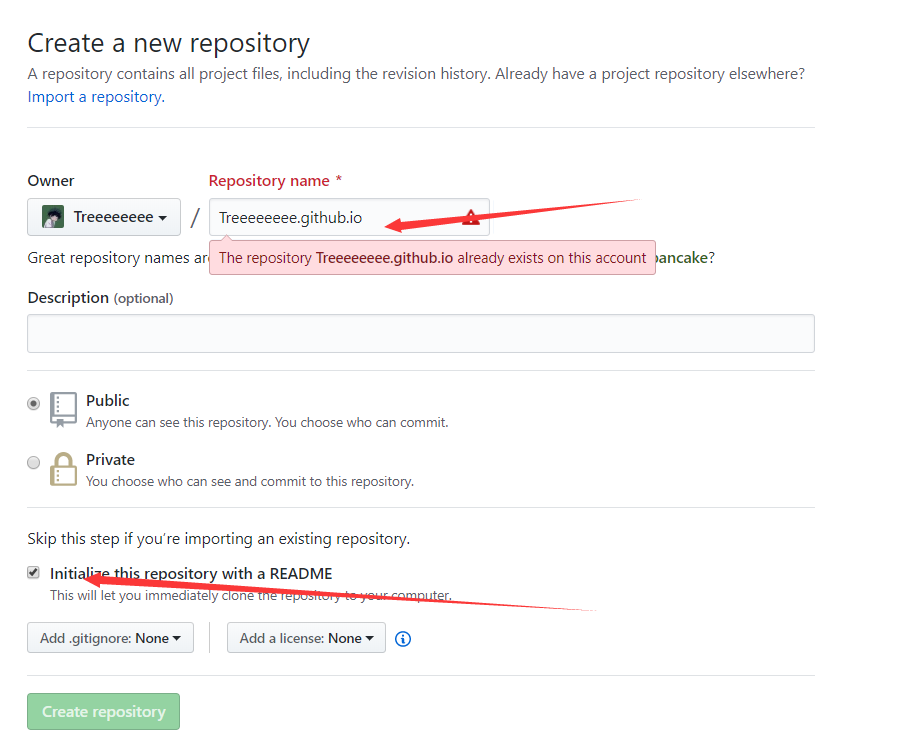 Create a new repository
A repository contains all project files, including the revision history. Already have a project repository elsewhere?
Import a repository.
Owner
Repository name *
Treeeeeeee
/
Treeeeeeee.github.io
Great repository names are
The repository Treeeeeeee.github.io already exists on this account
pancake?
Description (optional)
Public
Anyone can see this repository. You choose who can commit.
Private
You choose who can see and commit to this repository.
Skip this step if you're importing an existing repository.
Initialize this repository with a README
This will let you immediately clone the repository to your computer.
Add .gitignore: None
Add a license: None
Create repository